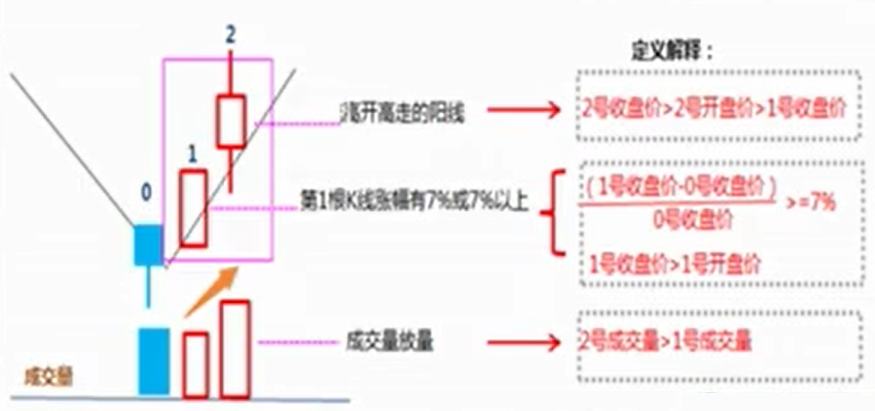 2
定义解释：
高开高走的阳线
2号收盘价>2号开盘价>1号收盘价
1
0
第1根K线涨幅有7%或7%以上
(1号收盘价-0号收盘价)
0号收盘价
>=7%
1号收盘价>1号开盘价
成交量放量
2号成交量>1号成交量
成交量